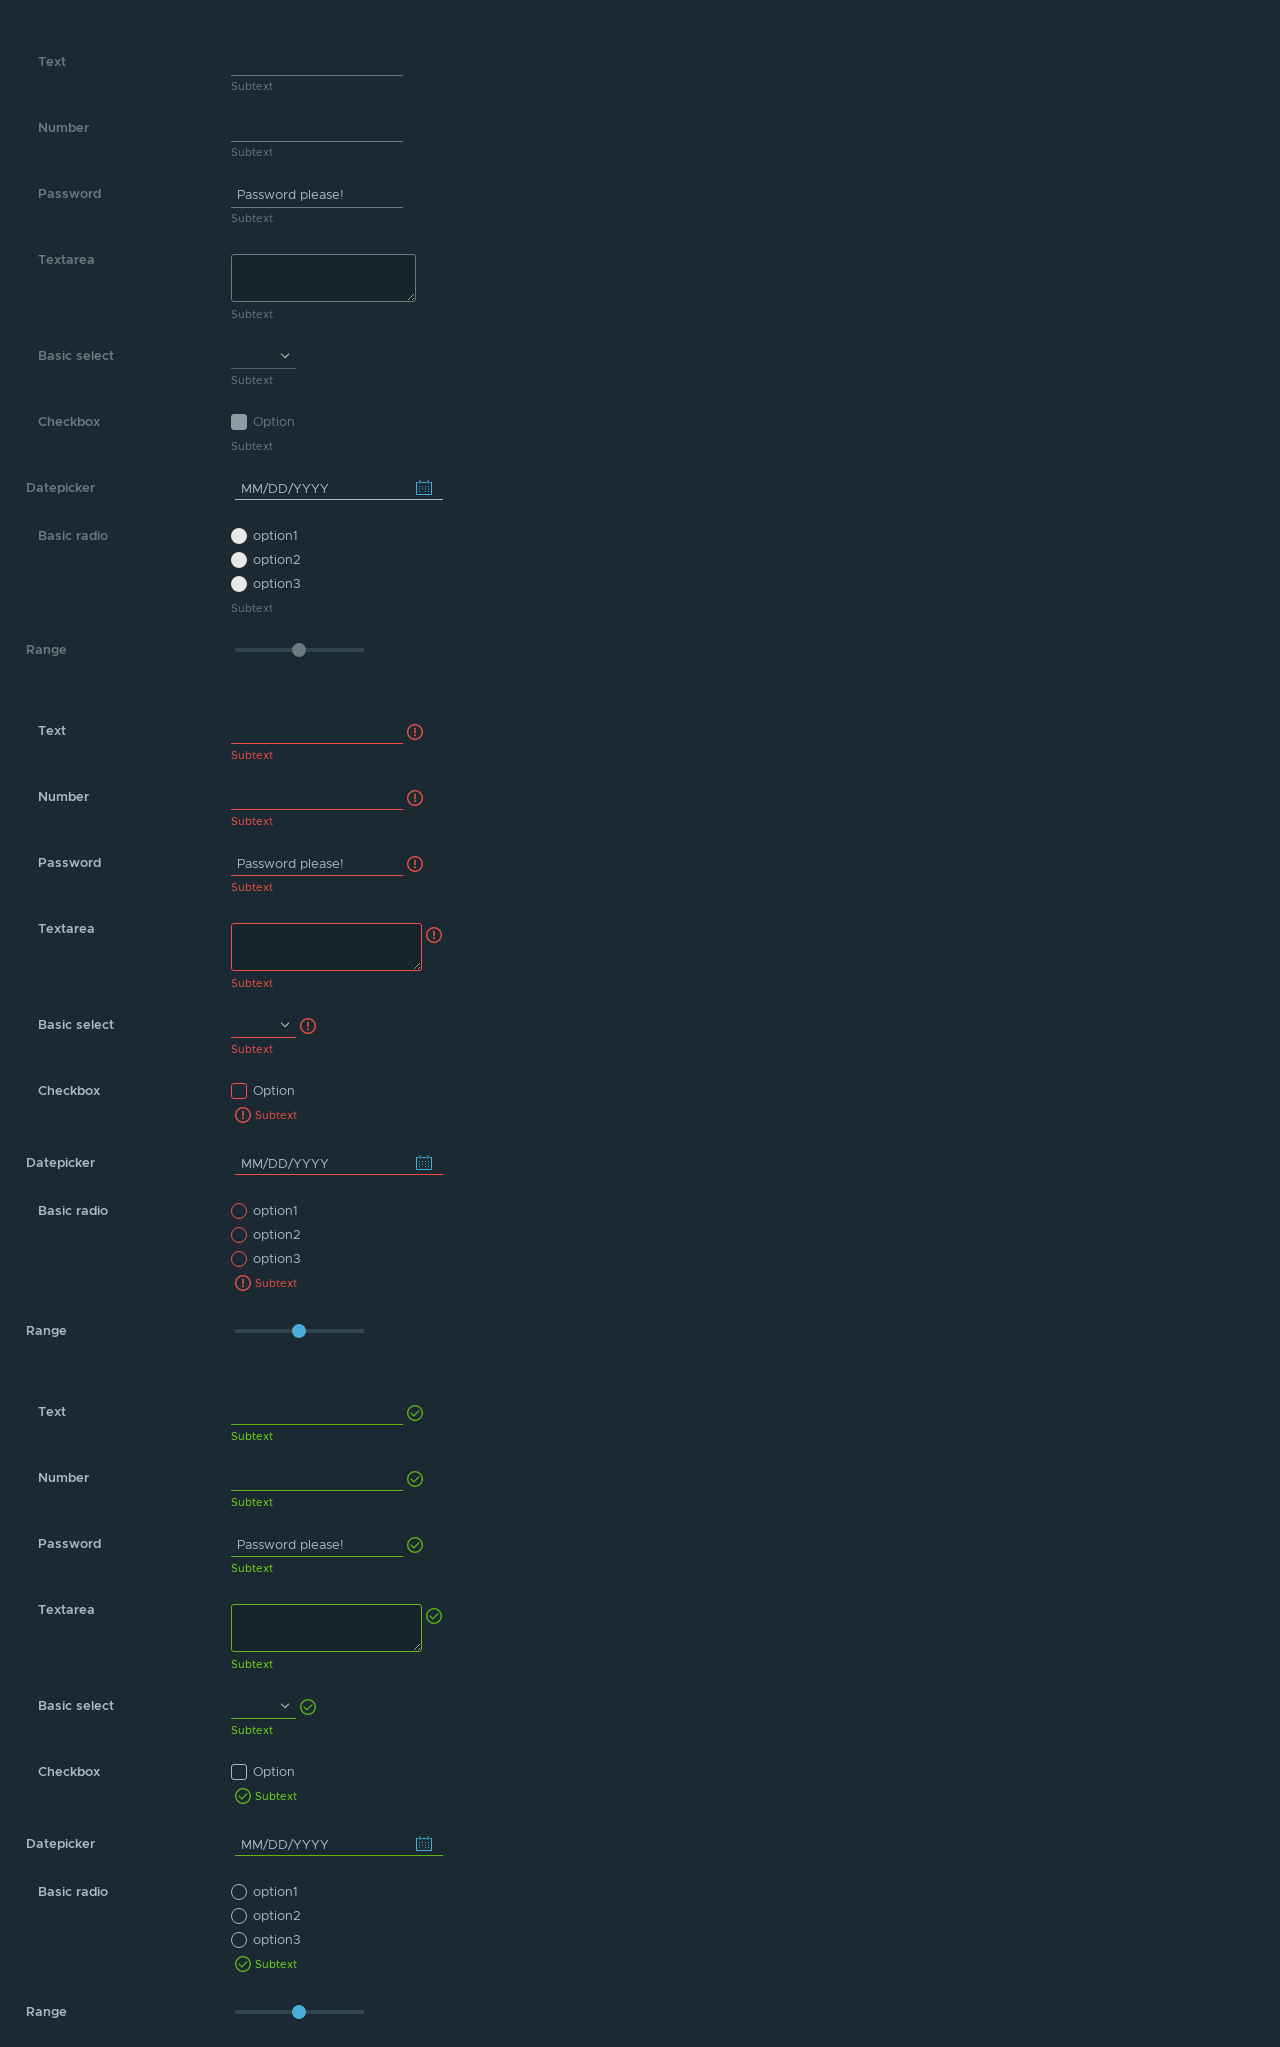 Text
Subtext
Number
Subtext
Password Password please!
Subtext
Textarea
Subtext
Basic select
Subtext
Checkbox Option
Subtext
Datepicker MM/DD/YYYY
Basic radio option1
option2
option3
Subtext
Range
Text
Subtext
Number
Subtext
Password Password please!
Subtext
Textarea
Subtext
Basic select
Subtext
Checkbox Option
Subtext
Datepicker MM/DD/YYYY
Basic radio option1
option2
option3
Subtext
Range
Text
Subtext
Number
Subtext
Password Password please!
Subtext
Textarea
Subtext
Basic select
Subtext
Checkbox Option
Subtext
Datepicker MM/DD/YYYY
Basic radio option1
option2
option3
Subtext
Range